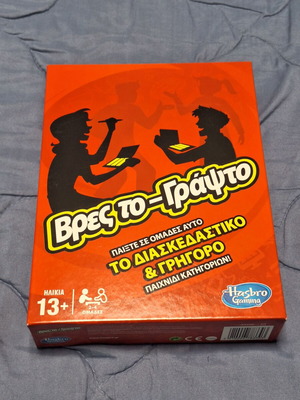 Βρες το-Γράψτο
ΠΑΙΞΤΕ ΣΕ ΟΜΑΔΕΣ ΑΥΤΟ
ΤΟ ΔΙΑΣΚΕΔΑΣΤΙΚΟ
& ΓΡΗΓΟΡΟ
ΠΑΙΧΝΙΔΙ ΚΑΤΗΓΟΡΙΩΝ!
ΗΛΙΚΙΑ
13+
Hasbro
Gaming